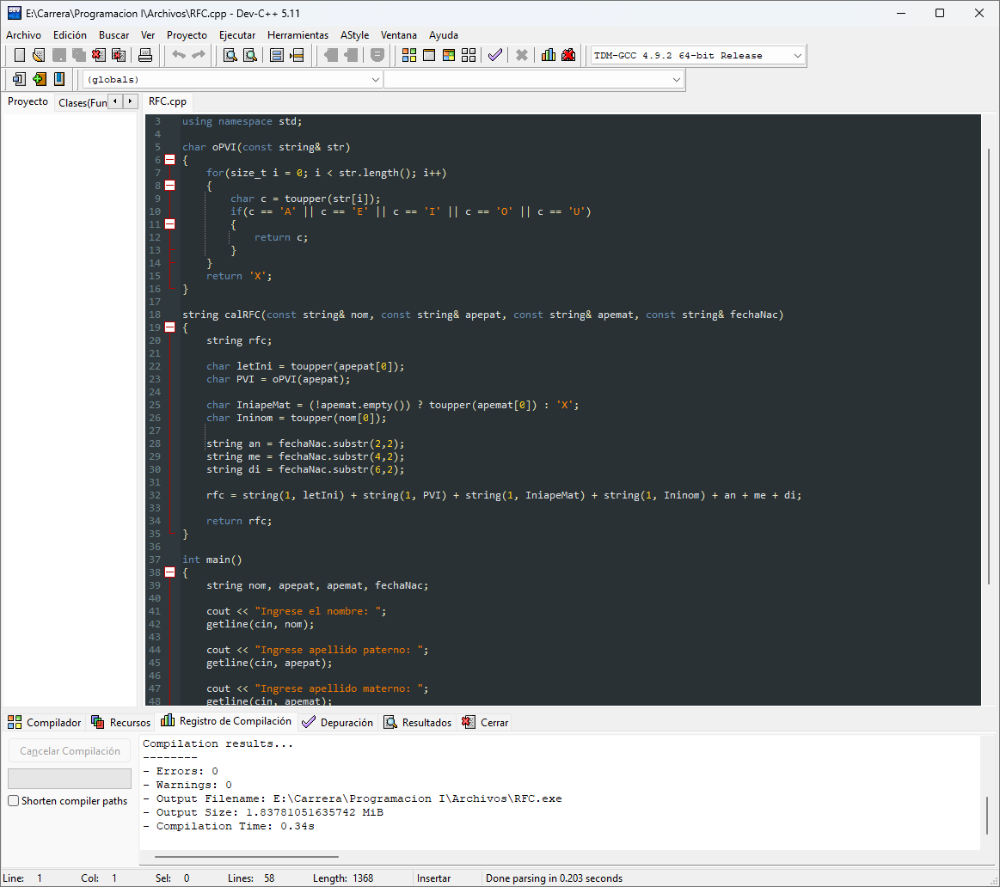 E:\Carrera\Programacion I\Archivos\RFC.cpp - Dev-C++ 5.11
Archivo Edición Buscar Ver Proyecto Ejecutar Herramientas AStyle Ventana Ayuda
TDM-GCC 4.9.2 64-bit Release
(globals)
Proyecto Clases(Fun RFC.cpp
3 using namespace std;
4
5 char oPVI(const string& str)
6 {
7 for(size_t i = 0; i < str.length(); i++)
8 {
9 char c = toupper(str[i]);
10 if(c == 'A' || c == 'E' || c == 'I' || c == 'O' || c == 'U')
11 {
12 return c;
13 }
14 }
15 return 'X';
16 }
17
18 string calRFC(const string& nom, const string& apepat, const string& apemat, const string& fechaNac)
19 {
20 string rfc;
21
22 char letIni = toupper(apepat[0]);
23 char PVI = oPVI(apepat);
24
25 char IniapeMat = (!apemat.empty()) ? toupper(apemat[0]) : 'X';
26 char Ininom = toupper(nom[0]);
27
28 string an = fechaNac.substr(2,2);
29 string me = fechaNac.substr(4,2);
30 string di = fechaNac.substr(6,2);
31
32 rfc = string(1, letIni) + string(1, PVI) + string(1, IniapeMat) + string(1, Ininom) + an + me + di;
33
34 return rfc;
35 }
36
37 int main()
38 {
39 string nom, apepat, apemat, fechaNac;
40
41 cout << "Ingrese el nombre: ";
42 getline(cin, nom);
43
44 cout << "Ingrese apellido paterno: ";
45 getline(cin, apepat);
46
47 cout << "Ingrese apellido materno: ";
48 getline(cin, apemat);
Compilador Recursos Registro de Compilación Depuración Resultados Cerrar
Cancelar Compilación
Shorten compiler paths
Compilation results...
--------
- Errors: 0
- Warnings: 0
- Output Filename: E:\Carrera\Programacion I\Archivos\RFC.exe
- Output Size: 1.83781051635742 MiB
- Compilation Time: 0.34s
Line: 1 Col: 1 Sel: 0 Lines: 58 Length: 1368 Insertar Done parsing in 0.203 seconds